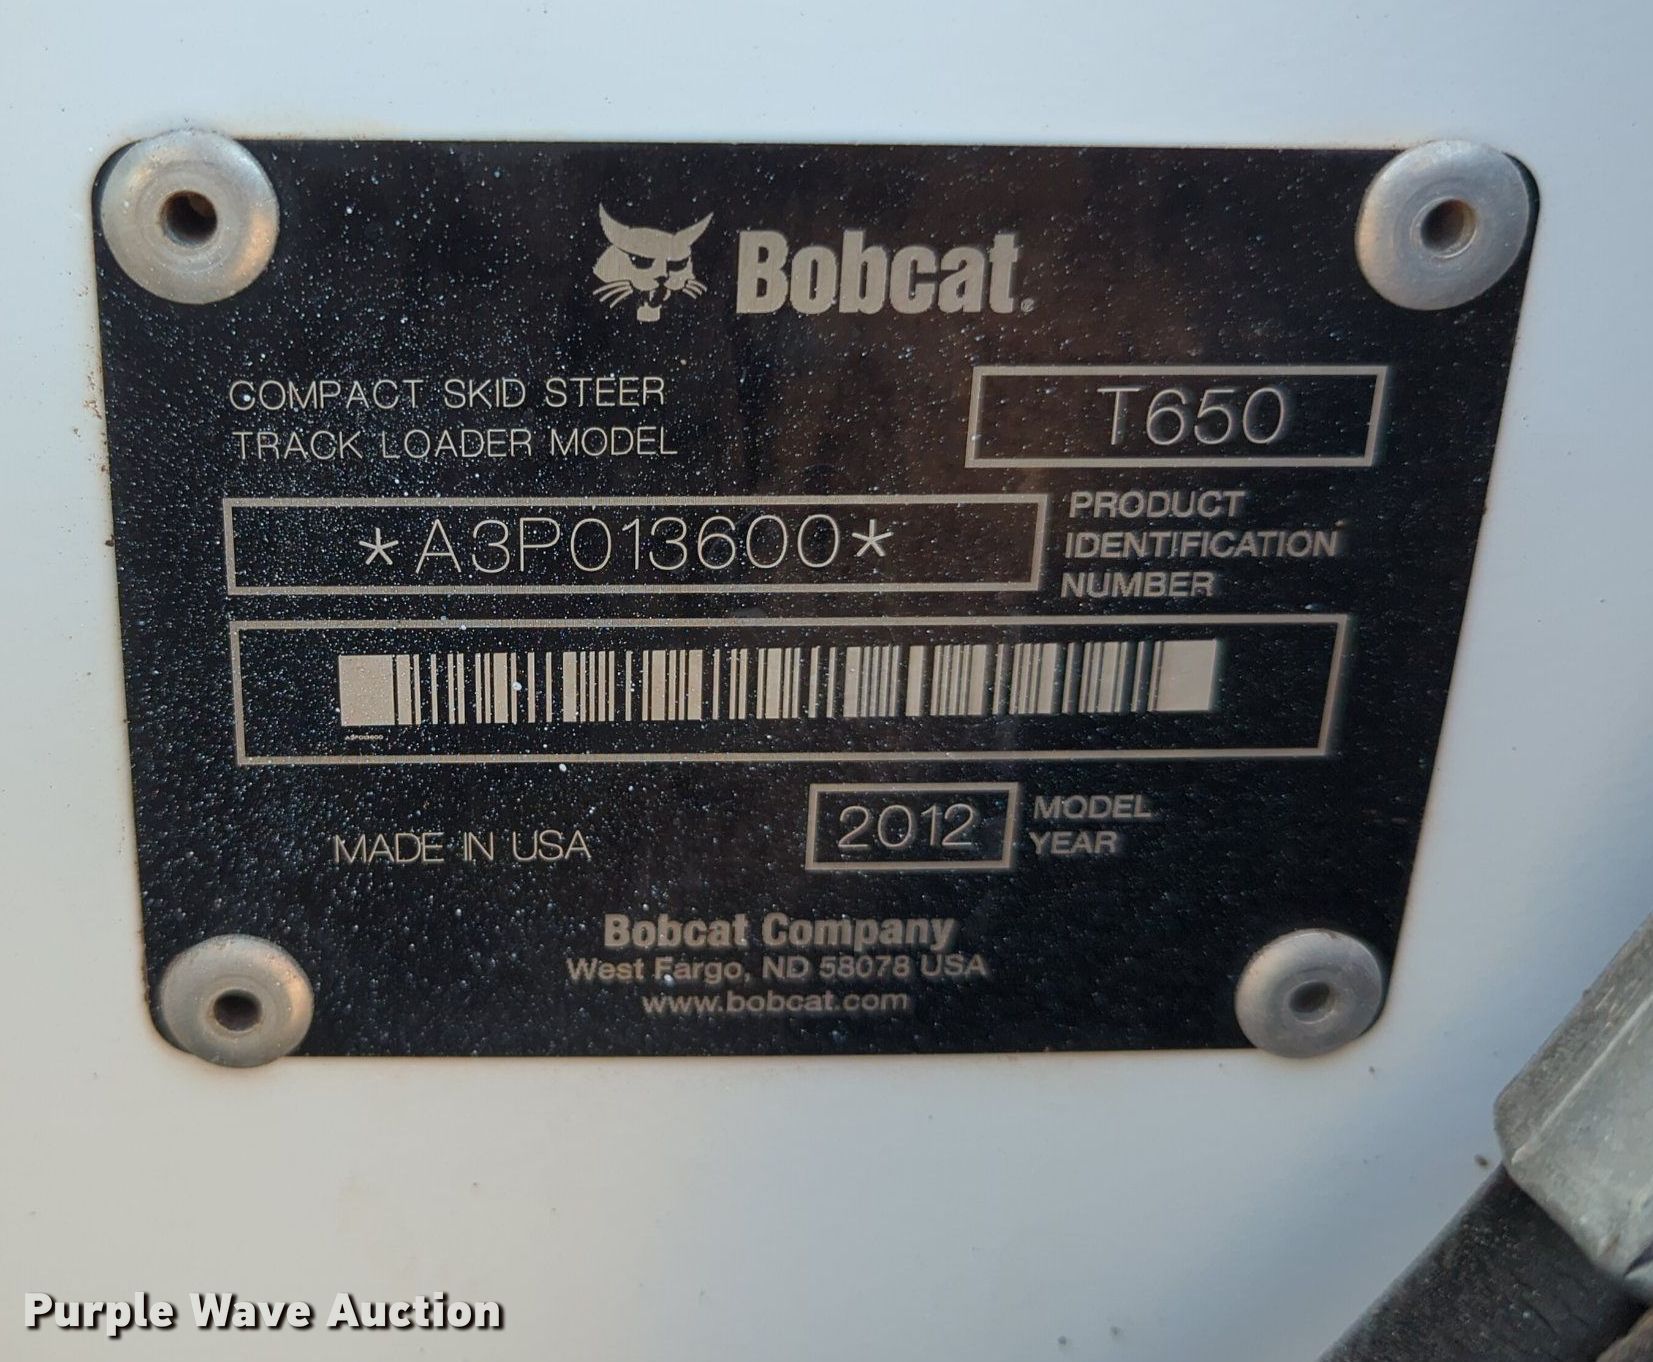 Bobcat®
COMPACT SKID STEER
TRACK LOADER MODEL
T650
*A3P013600*
PRODUCT
IDENTIFICATION
NUMBER
A3P013600
MADE IN USA
2012
MODEL
YEAR
Bobcat Company
West Fargo, ND 58078 USA
www.bobcat.com
Purple Wave Auction